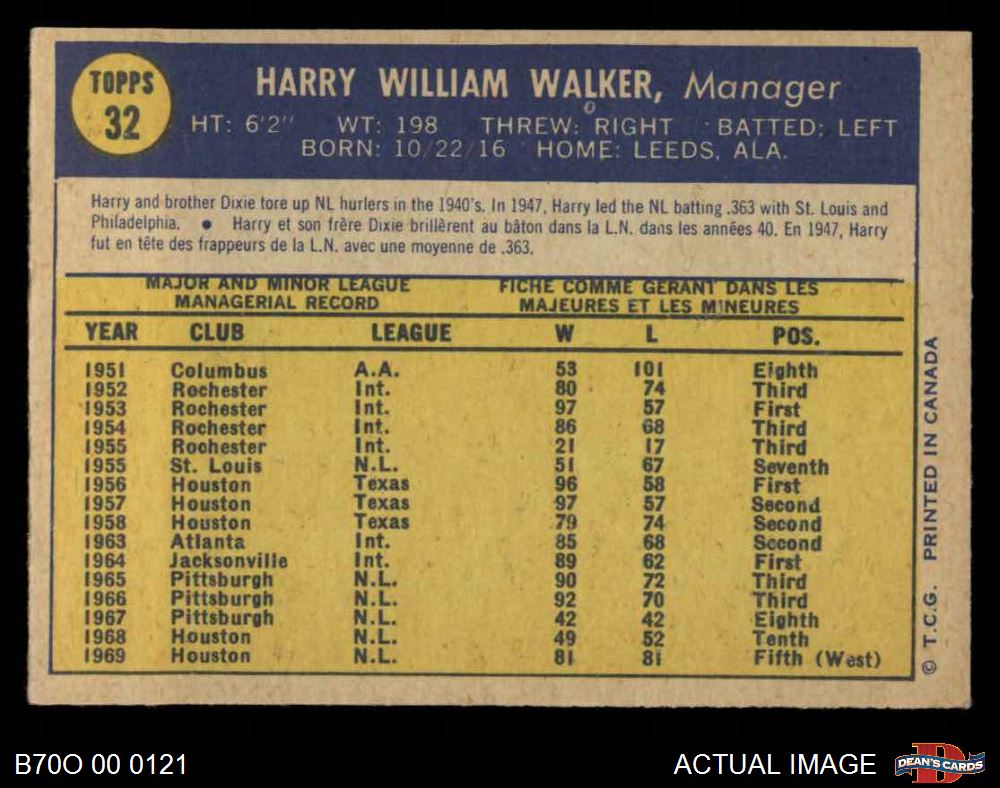 TOPPS
32
HARRY WILLIAM WALKER, Manager
HT: 6'2" WT: 198 THREW: RIGHT BATTED: LEFT
BORN: 10/22/16 HOME: LEEDS, ALA.
Harry and brother Dixie tore up NL hurlers in the 1940's. In 1947, Harry led the NL batting .363 with St. Louis and
Philadelphia. ● Harry et son frère Dixie brillèrent au bâton dans la L.N. dans les années 40. En 1947, Harry
fut en tête des frappeurs de la L.N. avec une moyenne de .363.
MAJOR AND MINOR LEAGUE FICHE COMME GERANT DANS LES
MANAGERIAL RECORD MAJEURES ET LES MINEURES
YEAR CLUB LEAGUE W L POS.
1951 Columbus A.A. 53 101 Eighth
1952 Rochester Int. 80 74 Third
1953 Rochester Int. 97 57 First
1954 Rochester Int. 86 68 Third
1955 Rochester Int. 21 17 Third
1955 St. Louis N.L. 51 67 Seventh
1956 Houston Texas 96 58 First
1957 Houston Texas 97 57 Second
1958 Houston Texas 79 74 Second
1963 Atlanta Int. 85 68 Second
1964 Jacksonville Int. 89 62 First
1965 Pittsburgh N.L. 90 72 Third
1966 Pittsburgh N.L. 92 70 Third
1967 Pittsburgh N.L. 42 42 Eighth
1968 Houston N.L. 49 52 Tenth
1969 Houston N.L. 81 81 Fifth (West)
© T.C.G. PRINTED IN CANADA
B70O 00 0121
ACTUAL IMAGE
D
DEAN'S CARDS